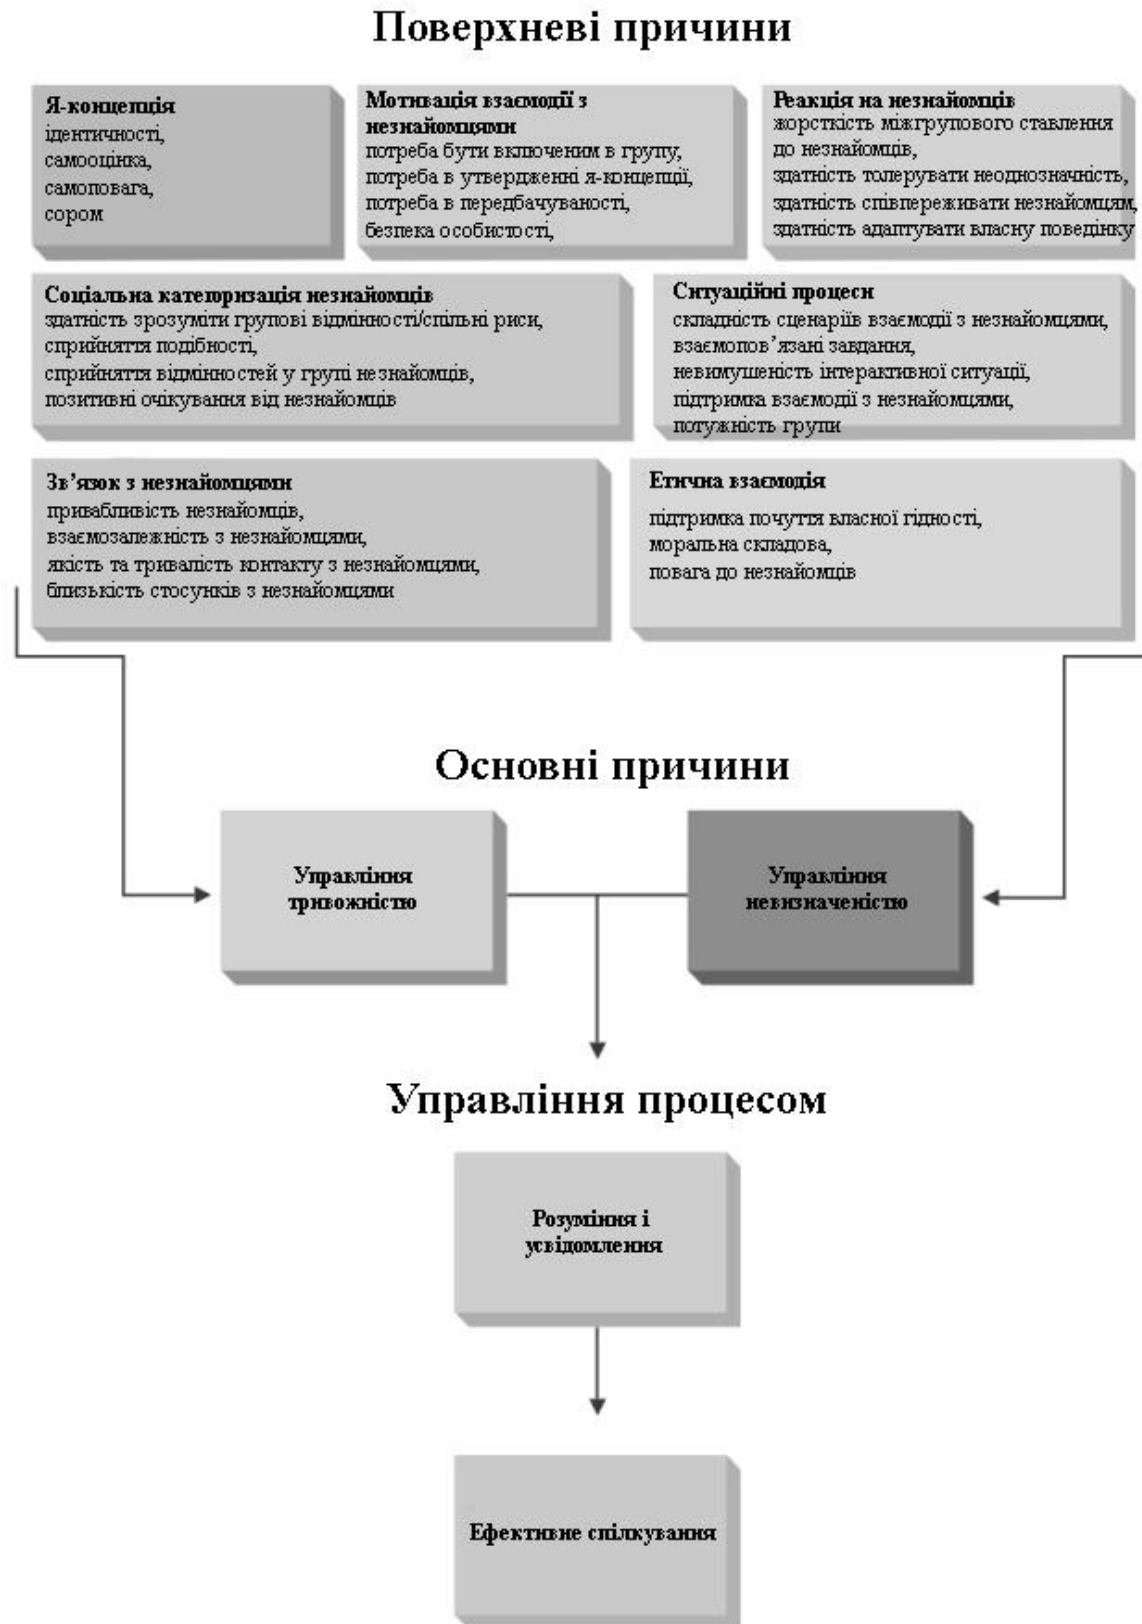 Поверхневі причини
Я-концепція
ідентичності,
самооцінка,
самоповага,
сором
Мотивація взаємодії з
незнайомцями
потреба бути включеним в групу,
потреба в утвердженні я-концепції,
потреба в передбачуваності,
безпека особистості,
Реакція на незнайомців
жорсткість міжгрупового ставлення
до незнайомців,
здатність толерувати неоднозначність,
здатність співпереживати незнайомцям,
здатність адаптувати власну поведінку
Соціальна категоризація незнайомців
здатність зрозуміти групові відмінності/спільні риси,
сприйняття подібності,
сприйняття відмінностей у групі незнайомців,
позитивні очікування від незнайомців
Ситуаційні процеси
складність сценаріїв взаємодії з незнайомцями,
взаємопов’язані завдання,
невимушеність інтерактивної ситуації,
підтримка взаємодії з незнайомцями,
потужність групи
Зв’язок з незнайомцями
привабливість незнайомців,
взаємозалежність з незнайомцями,
якість та тривалість контакту з незнайомцями,
близькість стосунків з незнайомцями
Етична взаємодія
підтримка почуття власної гідності,
моральна складова,
повага до незнайомців
Основні причини
Управління
тривожністю
Управління
невизначеністю
Управління процесом
Розуміння і
усвідомлення
Ефективне спілкування